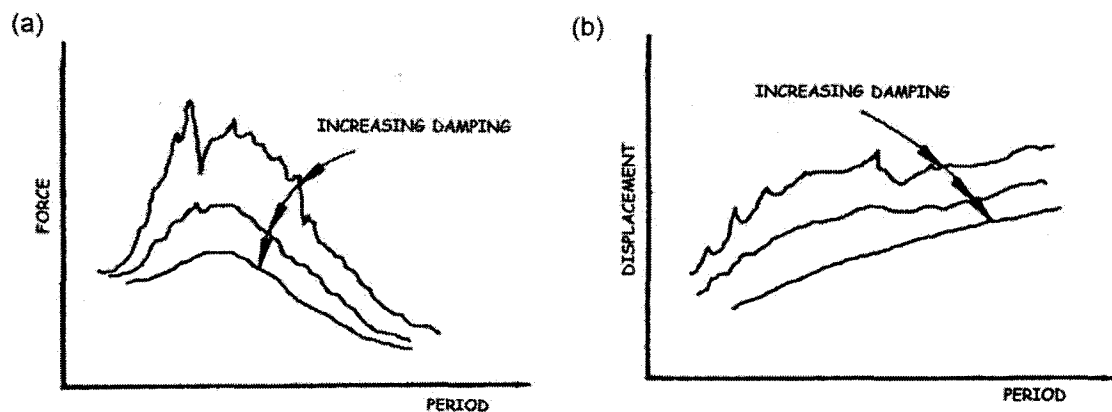 (a)
INCREASING DAMPING
FORCE
PERIOD
(b)
INCREASING DAMPING
DISPLACEMENT
PERIOD